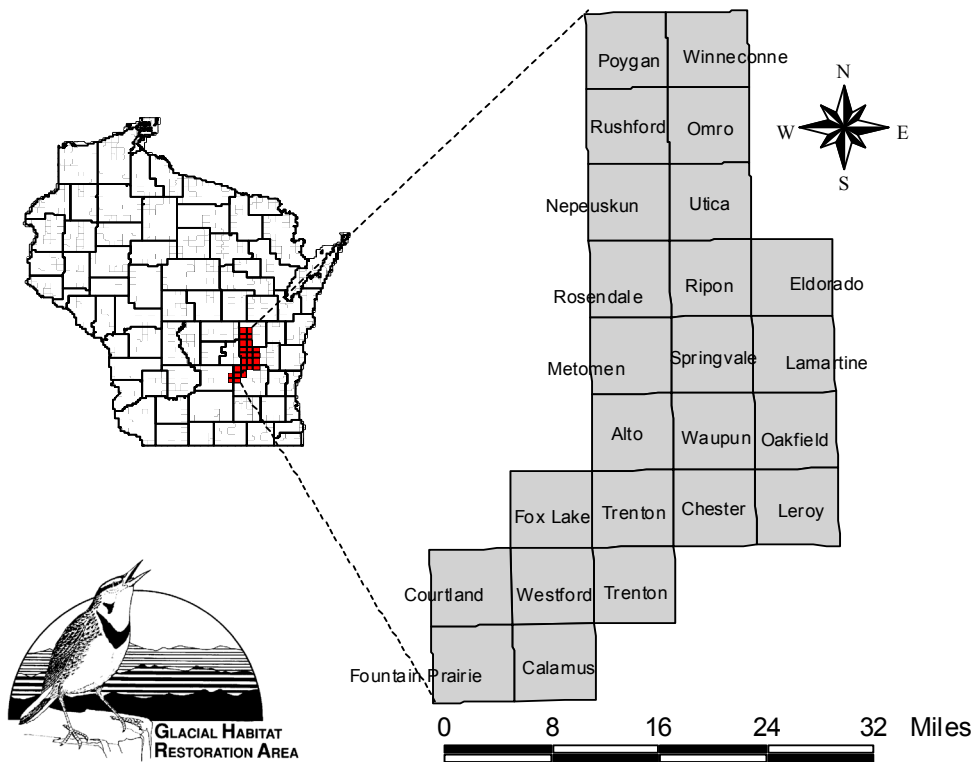 Poygan
Winneconne
N
Rushford
Omro
W
E
S
Nepeuskun
Utica
Rosendale
Ripon
Eldorado
Metomen
Springvale
Lamartine
Alto
Waupun
Oakfield
Fox Lake
Trenton
Chester
Leroy
Courtland
Westford
Trenton
Fountain Prairie
Calamus
GLACIAL HABITAT
RESTORATION AREA
0 8 16 24 32 Miles